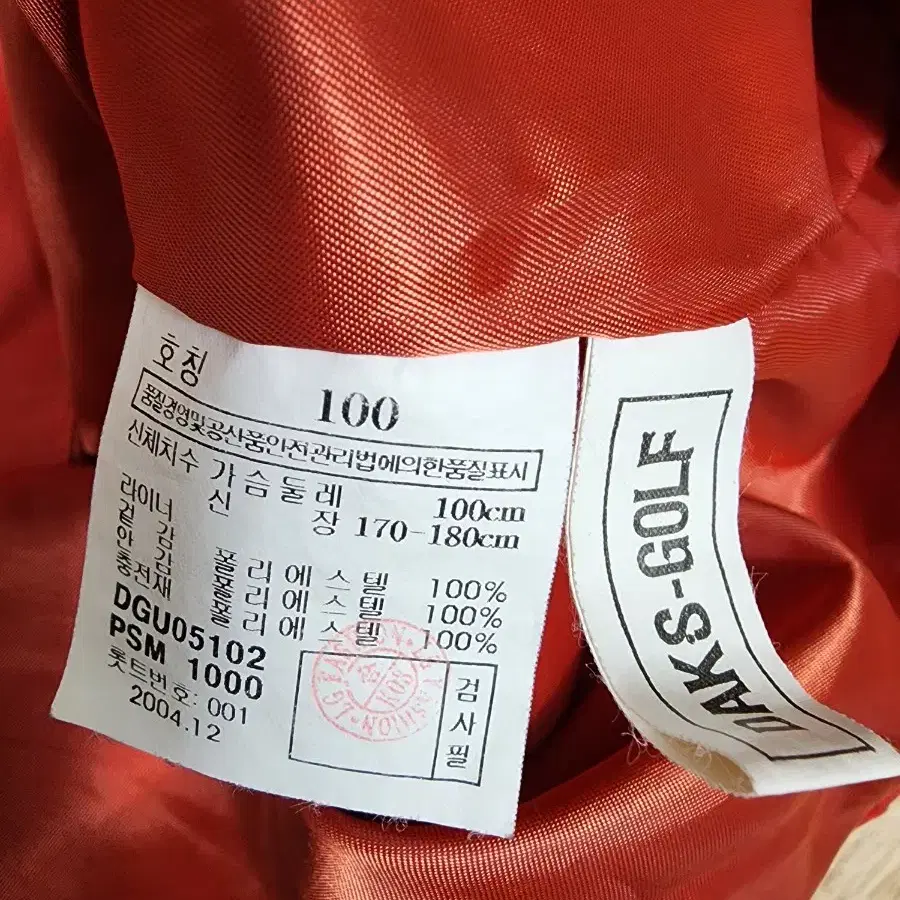 호칭
100
품질경영및공산품안전관리법에의한품질표시
신체치수 가슴둘레 100cm
신 장 170-180cm
라이너
겉 감 폴리에스텔 100%
안 감 폴리에스텔 100%
충전재 폴리에스텔 100%
DGU05102
PSM 1000
롯트번호: 001
2004.12
검사필
LG FASHION
DAKS-GOLF